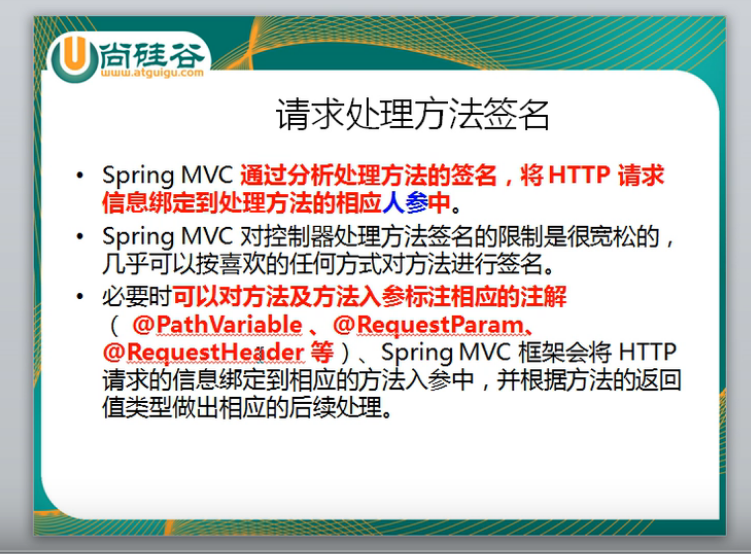 尚硅谷
www.atguigu.com
请求处理方法签名
• Spring MVC 通过分析处理方法的签名，将 HTTP 请求
信息绑定到处理方法的相应人参中。
• Spring MVC 对控制器处理方法签名的限制是很宽松的，
几乎可以按喜欢的任何方式对方法进行签名。
• 必要时可以对方法及方法入参标注相应的注解
（ @PathVariable 、@RequestParam、
@RequestHeader 等）、Spring MVC 框架会将 HTTP
请求的信息绑定到相应的方法入参中，并根据方法的返回
值类型做出相应的后续处理。